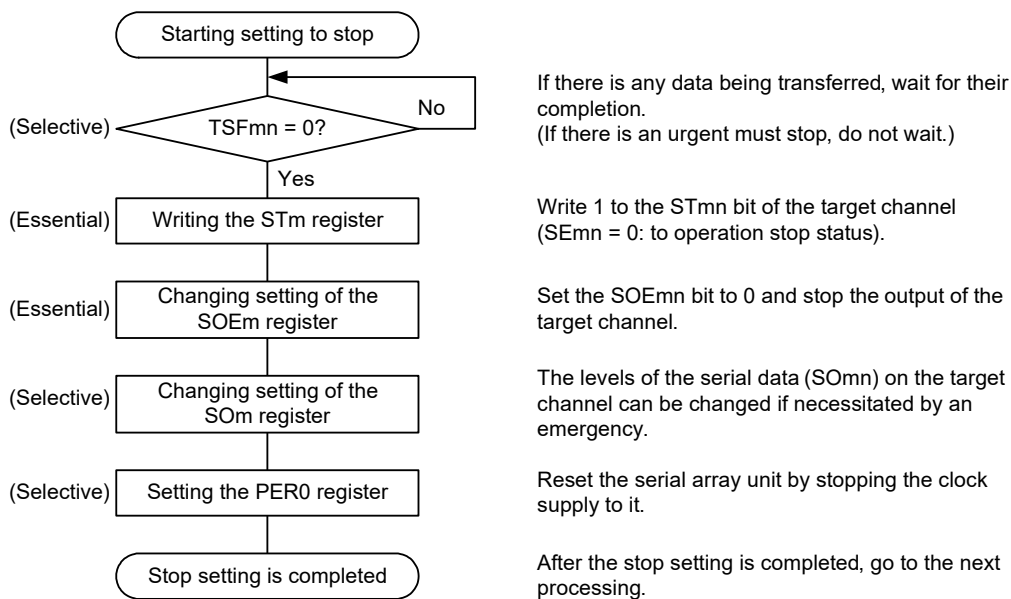 Starting setting to stop
(Selective)
TSFmn = 0?
No
If there is any data being transferred, wait for their
completion.
(If there is an urgent must stop, do not wait.)
Yes
(Essential)
Writing the STm register
Write 1 to the STmn bit of the target channel
(SEmn = 0: to operation stop status).
(Essential)
Changing setting of the
SOEm register
Set the SOEmn bit to 0 and stop the output of the
target channel.
(Selective)
Changing setting of the
SOm register
The levels of the serial data (SOmn) on the target
channel can be changed if necessitated by an
emergency.
(Selective)
Setting the PER0 register
Reset the serial array unit by stopping the clock
supply to it.
Stop setting is completed
After the stop setting is completed, go to the next
processing.